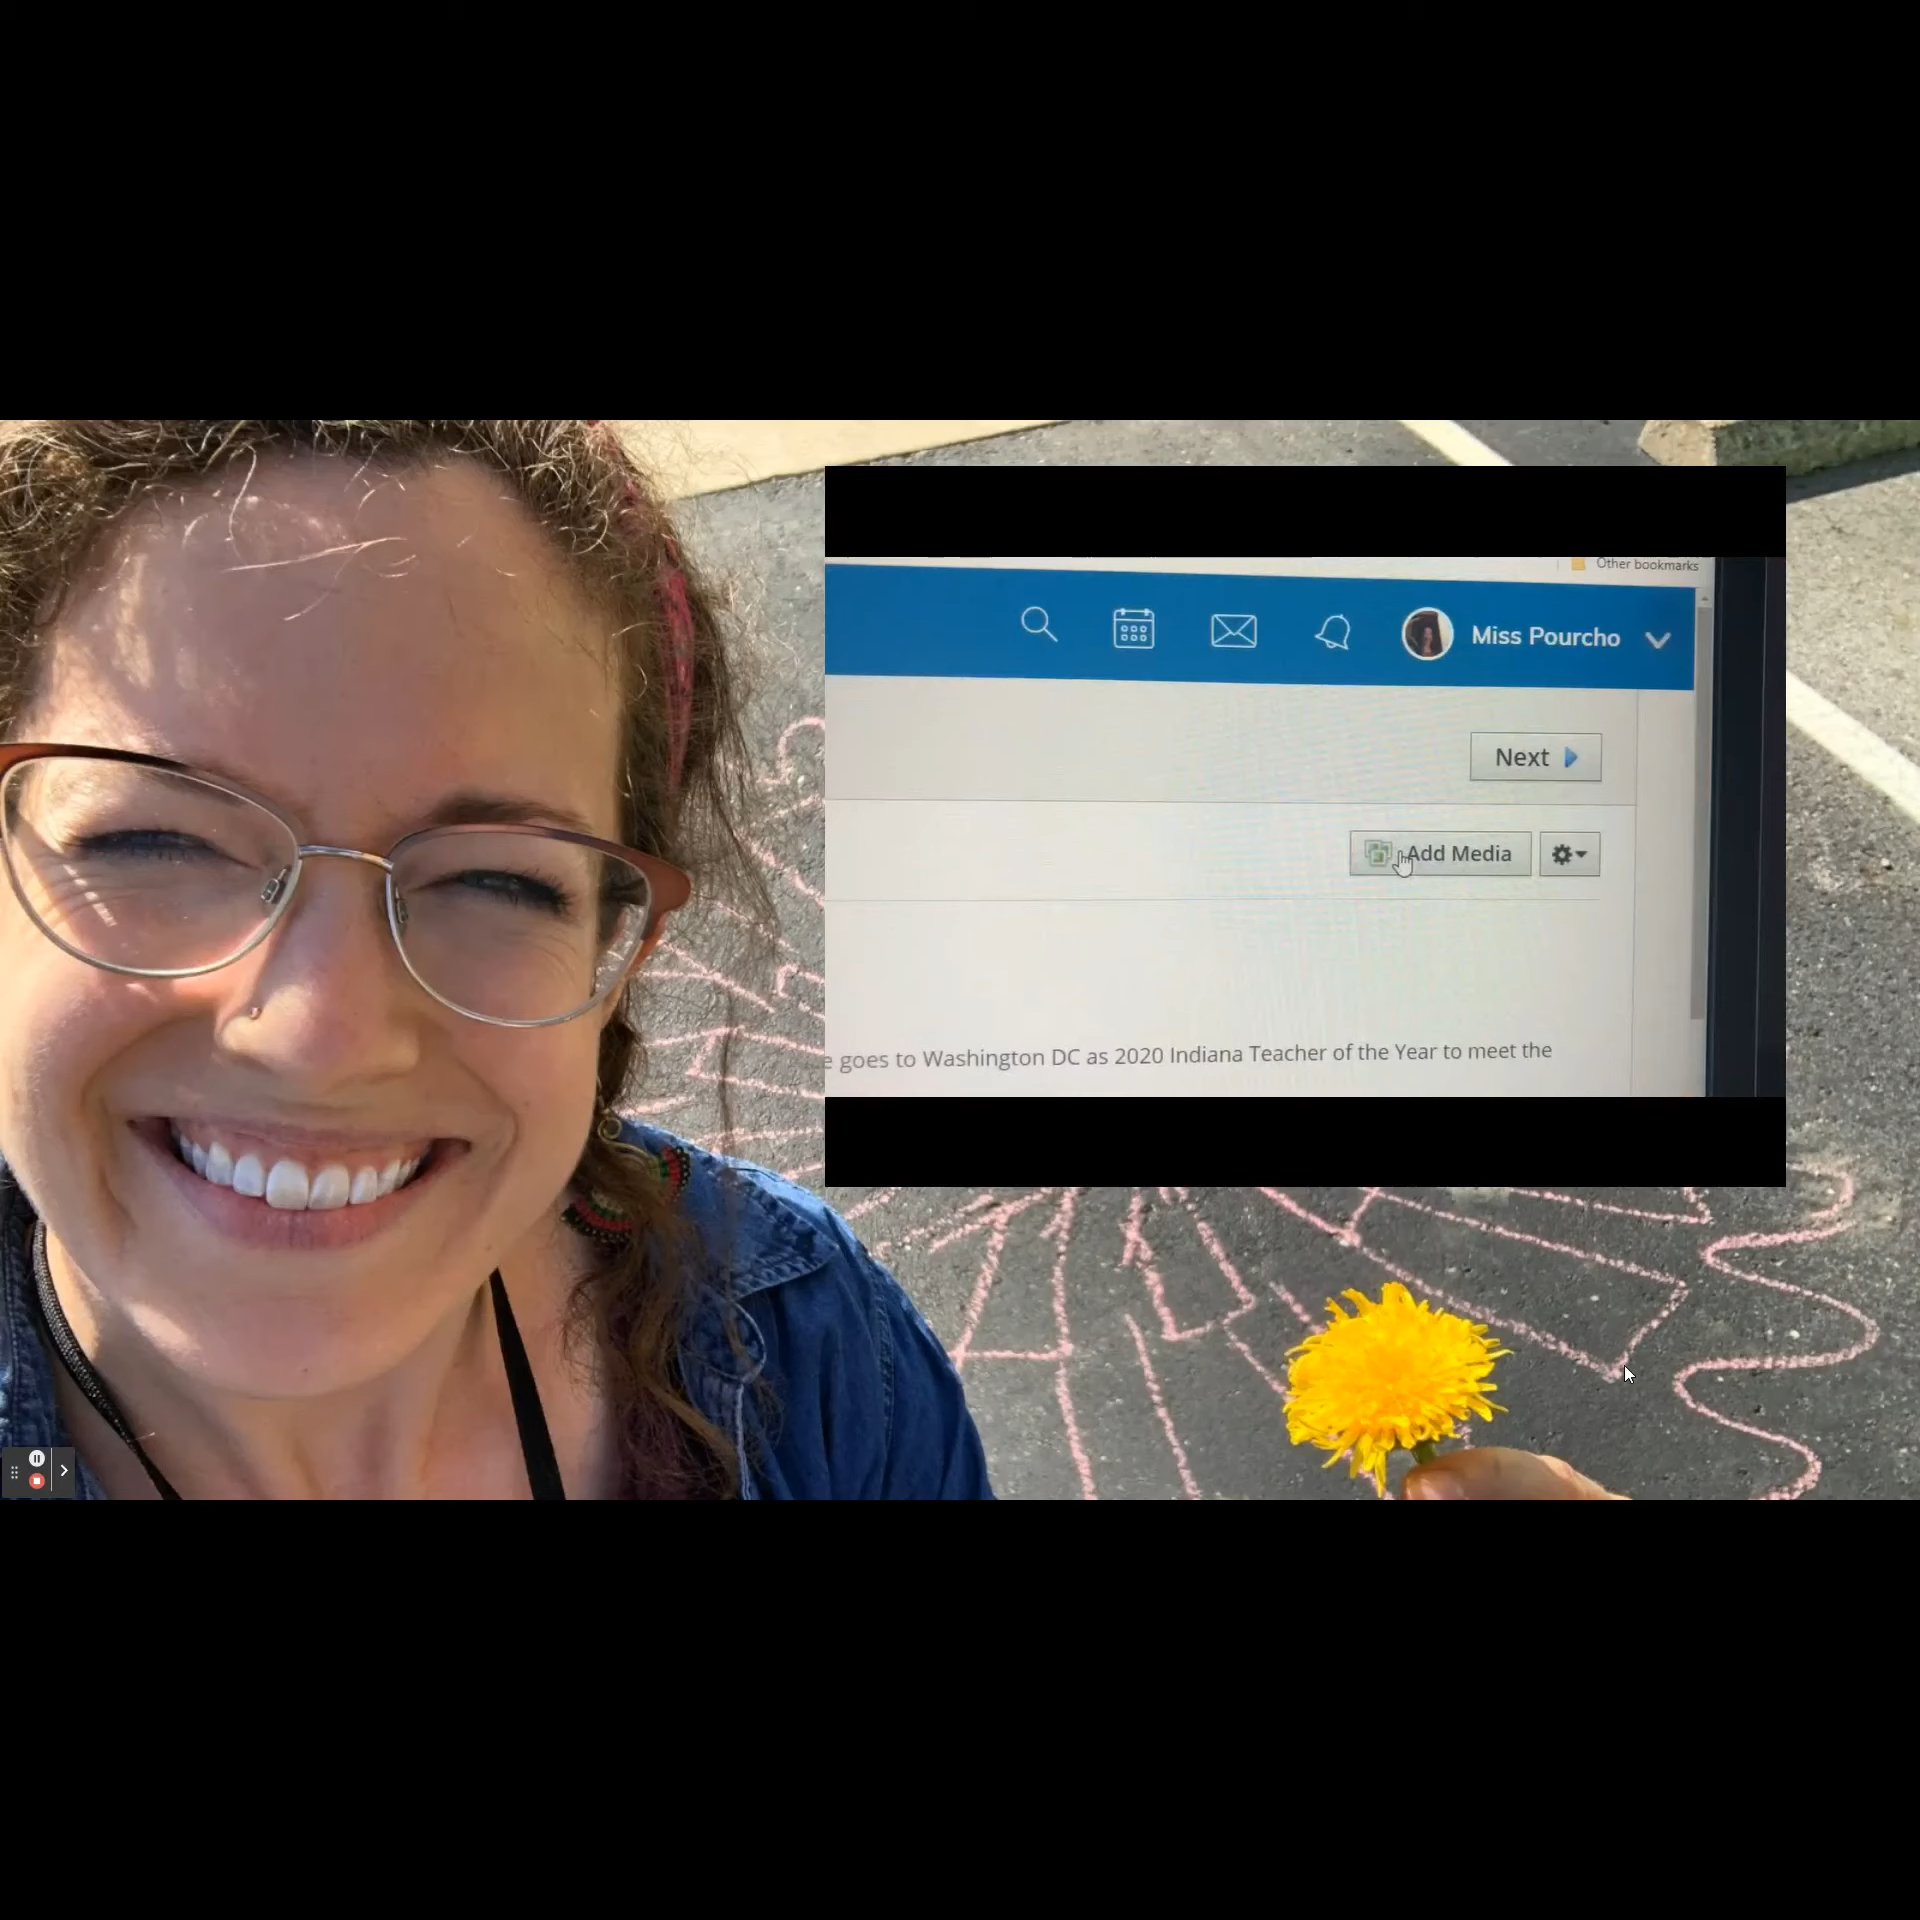 Other bookmarks
Miss Pourcho
Next
Add Media
goes to Washington DC as 2020 Indiana Teacher of the Year to meet the